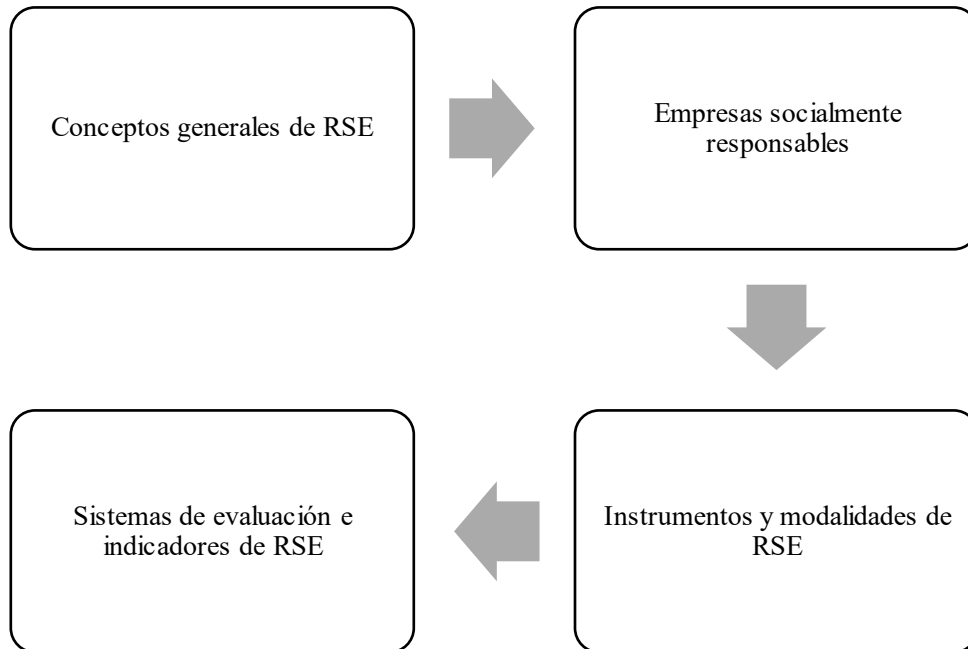 Conceptos generales de RSE
Empresas socialmente
responsables
Instrumentos y modalidades de
RSE
Sistemas de evaluación e
indicadores de RSE